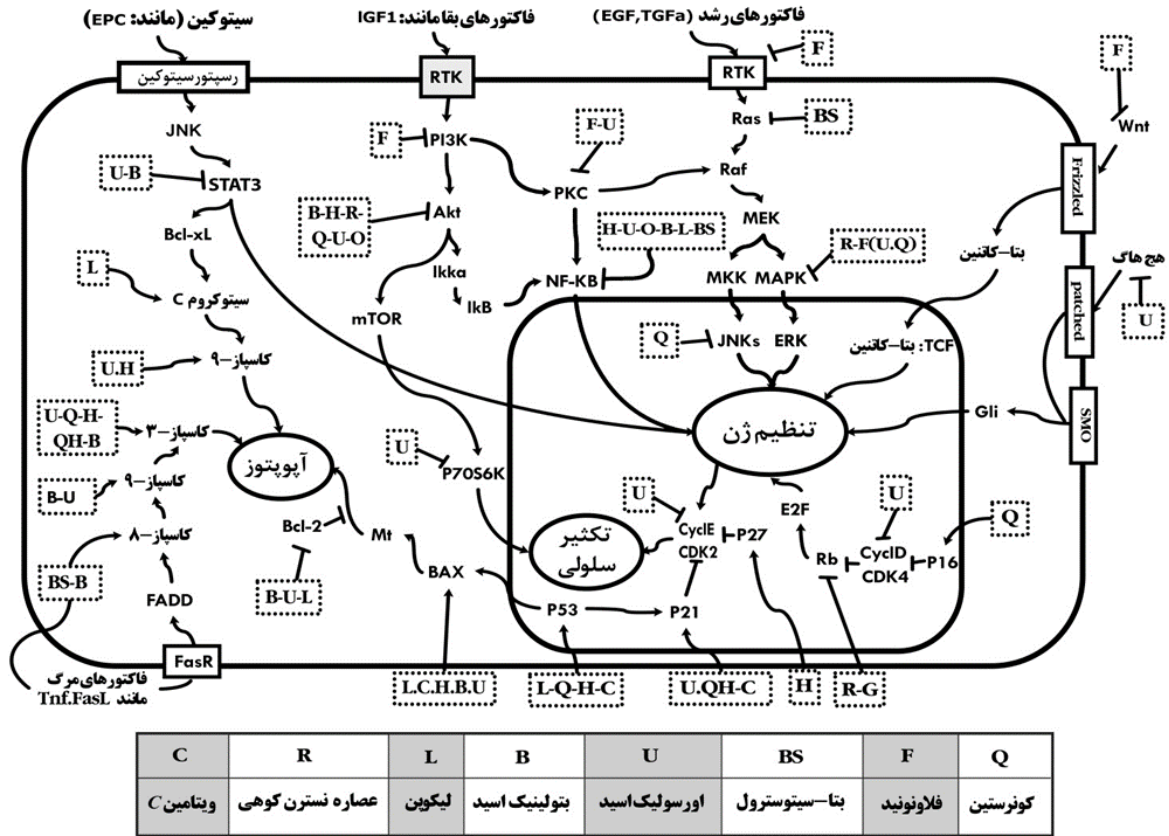 سیتوکین (مانند: EPC)
فاکتورهای بقا مانند: IGF1
فاکتورهای رشد (EGF,TGFa)
F
F
رسپتور سیتوکین
RTK
RTK
Wnt
JNK
F
PI3K
F-U
Ras
BS
Frizzled
U-B
STAT3
PKC
Raf
B-H-R-
Q-U-O
Akt
H-U-O-B-L-BS
MEK
R-F(U.Q)
بتا-کاتنین
هج هاگ
Bcl-xL
Ikka
NF-KB
MKK
MAPK
patched
U
L
سیتوکروم C
IkB
mTOR
Q
JNKs
ERK
TCF: بتا-کاتنین
U.H
کاسپاز-۹
U-Q-H-
QH-B
کاسپاز-۳
آپوپتوز
تنظیم ژن
Gli
SMO
U
P70S6K
B-U
کاسپاز-۹
U
E2F
U
Q
Bcl-2
Mt
تکثیر
سلولی
CyclE
CDK2
P27
Rb
CyclD
CDK4
P16
کاسپاز-۸
BS-B
B-U-L
BAX
FADD
P53
P21
FasR
فاکتورهای مرگ
مانند Tnf.FasL
L.C.H.B.U
L-Q-H-C
U.QH-C
H
R-G
C R L B U BS F Q
ویتامین C عصاره نسترن کوهی لیکوپن بتولینیک اسید اورسولیک اسید بتا-سیتوسترول فلاونوئید کوئرستین